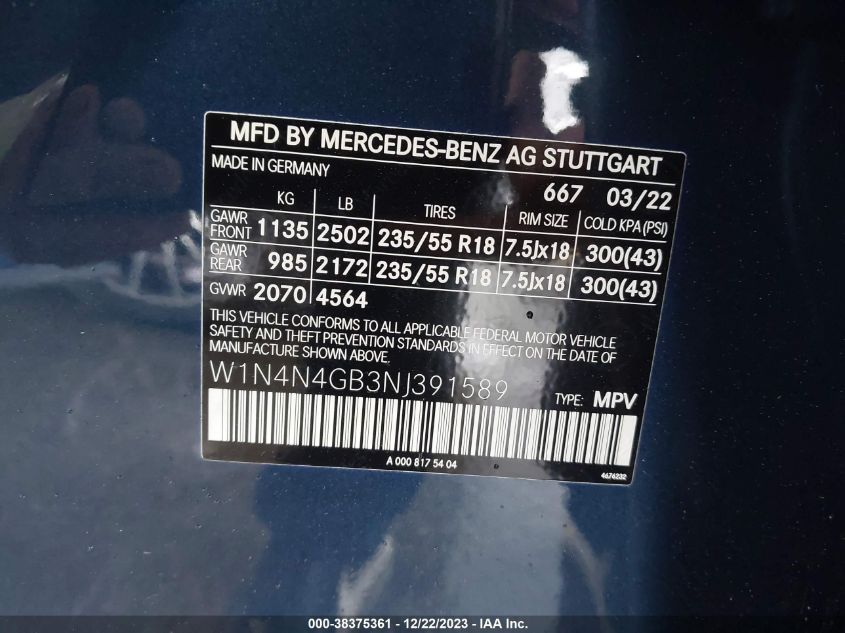 MFD BY MERCEDES-BENZ AG STUTTGART
MADE IN GERMANY
667 03/22
KG LB TIRES RIM SIZE COLD KPA (PSI)
GAWR FRONT 1135 2502 235/55 R18 7.5Jx18 300(43)
GAWR REAR 985 2172 235/55 R18 7.5Jx18 300(43)
GVWR 2070 4564
THIS VEHICLE CONFORMS TO ALL APPLICABLE FEDERAL MOTOR VEHICLE
SAFETY AND THEFT PREVENTION STANDARDS IN EFFECT ON THE DATE OF
MANUFACTURE SHOWN ABOVE.
W1N4N4GB3NJ391589 TYPE: MPV
A 000 817 54 04
4676232
000-38375361 - 12/22/2023 - IAA Inc.